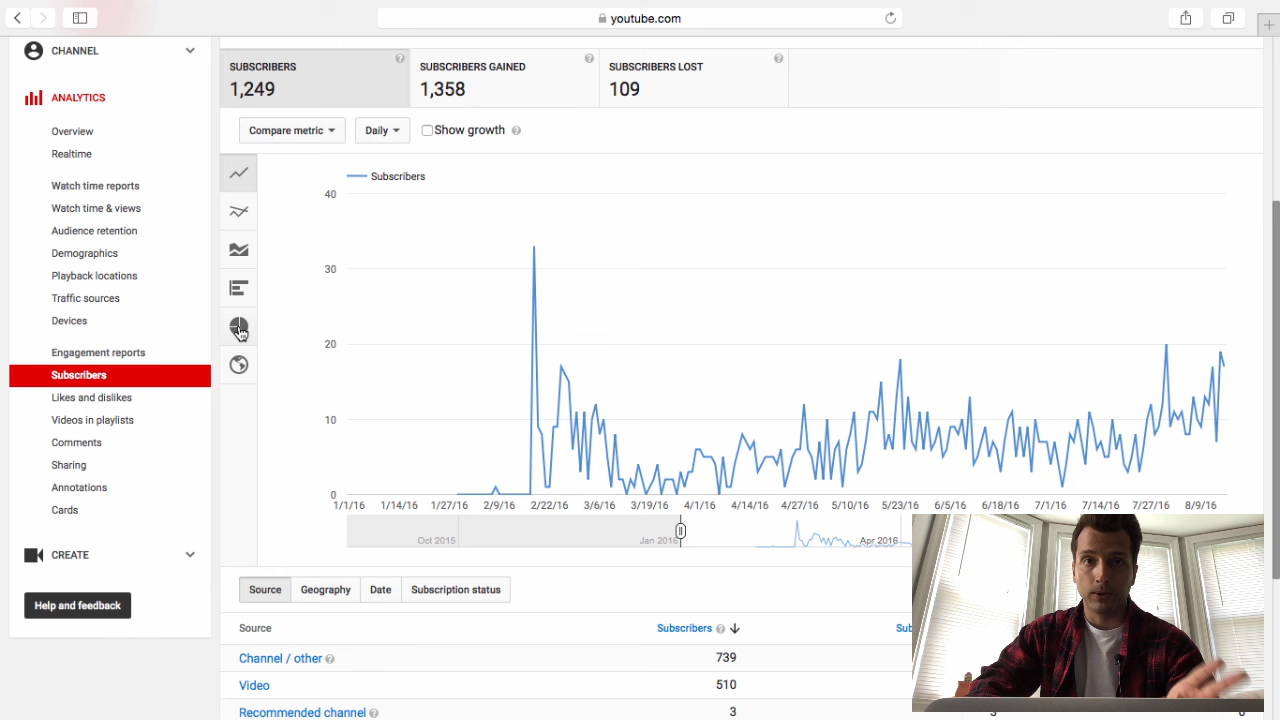 youtube.com
CHANNEL
ANALYTICS
Overview
Realtime
Watch time reports
Watch time & views
Audience retention
Demographics
Playback locations
Traffic sources
Devices
Engagement reports
Subscribers
Likes and dislikes
Videos in playlists
Comments
Sharing
Annotations
Cards
CREATE
Help and feedback
SUBSCRIBERS ?
1,249
SUBSCRIBERS GAINED ?
1,358
SUBSCRIBERS LOST ?
109
Compare metric Daily Show growth ?
Subscribers
40
30
20
10
0
1/1/16 1/14/16 1/27/16 2/9/16 2/22/16 3/6/16 3/19/16 4/1/16 4/14/16 4/27/16 5/10/16 5/23/16 6/5/16 6/18/16 7/1/16 7/14/16 7/27/16 8/9/16
Oct 2015 Jan 2016 Apr 2016
Source Geography Date Subscription status
Source Subscribers ? Sub
Channel / other ? 739
Video 510
Recommended channel ? 3